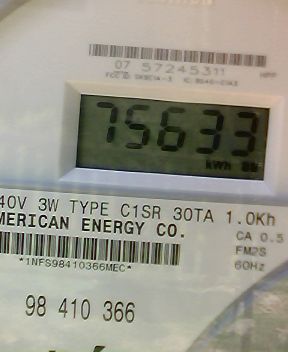 07 57245311
75633
kWh
40V 3W TYPE C1SR 30TA 1.0Kh
MERICAN ENERGY CO.
CA 0.5
FM2S
60Hz
*1NFS98410366MEC*
98 410 366